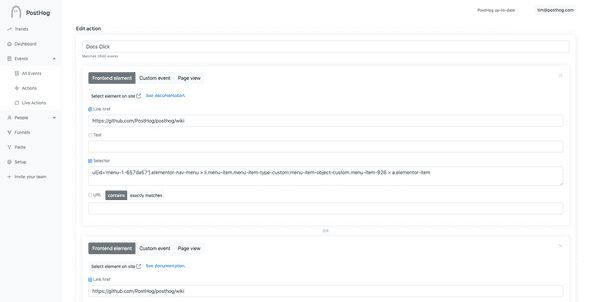 PostHog
PostHog up-to-date
tim@posthog.com
Trends
Dashboard
Events
All Events
Actions
Live Actions
People
Funnels
Paths
Setup
Invite your team
Edit action
Docs Click
Matched 2640 events
Frontend element Custom event Page view
Select element on site See documentation.
Link href
https://github.com/PostHog/posthog/wiki
Text
Selector
ul[id='menu-1-657da57'].elementor-nav-menu > li.menu-item.menu-item-type-custom.menu-item-object-custom.menu-item-926 > a.elementor-item
URL contains exactly matches
OR
Frontend element Custom event Page view
Select element on site See documentation.
Link href
https://github.com/PostHog/posthog/wiki